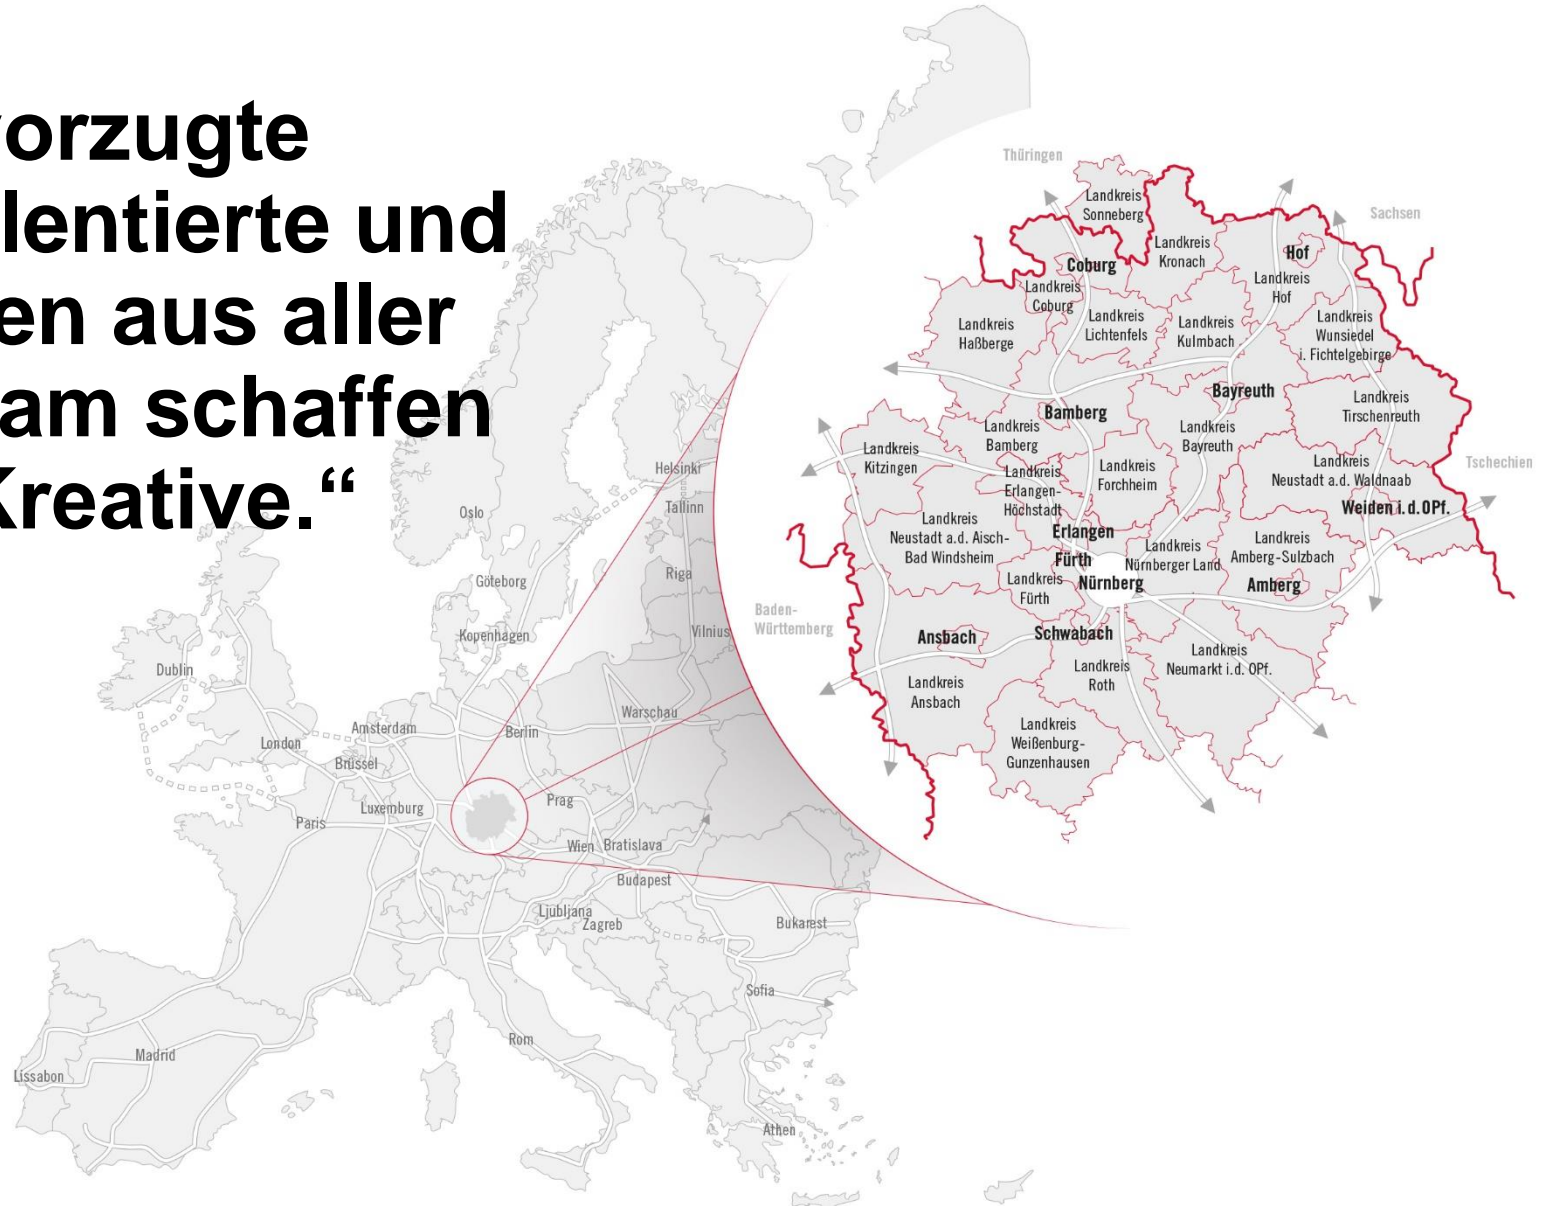 vorzugte
lentierte und
en aus aller
am schaffen
Kreative.“
Helsinki
Oslo
Tallinn
Göteborg
Riga
Kopenhagen
Vilnius
Dublin
Warschau
Amsterdam
Berlin
London
Brüssel
Luxemburg
Prag
Paris
Wien
Bratislava
Budapest
Ljubljana
Zagreb
Bukarest
Sofia
Rom
Madrid
Lissabon
Athen
Thüringen
Sachsen
Tschechien
Baden-
Württemberg
Landkreis
Sonneberg
Landkreis
Kronach
Hof
Landkreis
Hof
Coburg
Landkreis
Coburg
Landkreis
Lichtenfels
Landkreis
Kulmbach
Landkreis
Wunsiedel
i. Fichtelgebirge
Landkreis
Haßberge
Bayreuth
Landkreis
Tirschenreuth
Bamberg
Landkreis
Bamberg
Landkreis
Bayreuth
Landkreis
Kitzingen
Landkreis
Erlangen-
Höchstadt
Landkreis
Forchheim
Landkreis
Neustadt a.d. Waldnaab
Weiden i.d.OPf.
Landkreis
Neustadt a.d. Aisch-
Bad Windsheim
Erlangen
Fürth
Nürnberg
Landkreis
Nürnberger Land
Landkreis
Amberg-Sulzbach
Amberg
Landkreis
Fürth
Ansbach
Schwabach
Landkreis
Roth
Landkreis
Neumarkt i.d. OPf.
Landkreis
Ansbach
Landkreis
Weißenburg-
Gunzenhausen